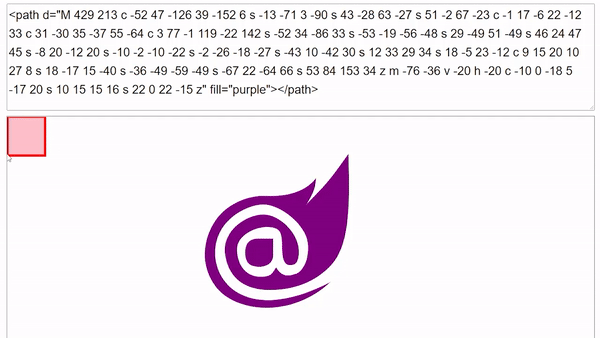 <path d="M 429 213 c -52 47 -126 39 -152 6 s -13 -71 3 -90 s 43 -28 63 -27 s 51 -2 67 -23 c -1 17 -6 22 -12
33 c 31 -30 35 -37 55 -64 c 3 77 -1 119 -22 142 s -52 34 -86 33 s -53 -19 -56 -48 s 29 -49 51 -49 s 46 24 47
45 s -8 20 -12 20 s -10 -2 -10 -22 s -2 -26 -18 -27 s -43 10 -42 30 s 12 33 29 34 s 18 -5 23 -12 c 9 15 20 10
27 8 s 18 -17 15 -40 s -36 -49 -59 -49 s -67 22 -64 66 s 53 84 153 34 z m -76 -36 v -20 h -20 c -10 0 -18 5
-17 20 s 10 15 15 16 s 22 0 22 -15 z" fill="purple"></path>
@